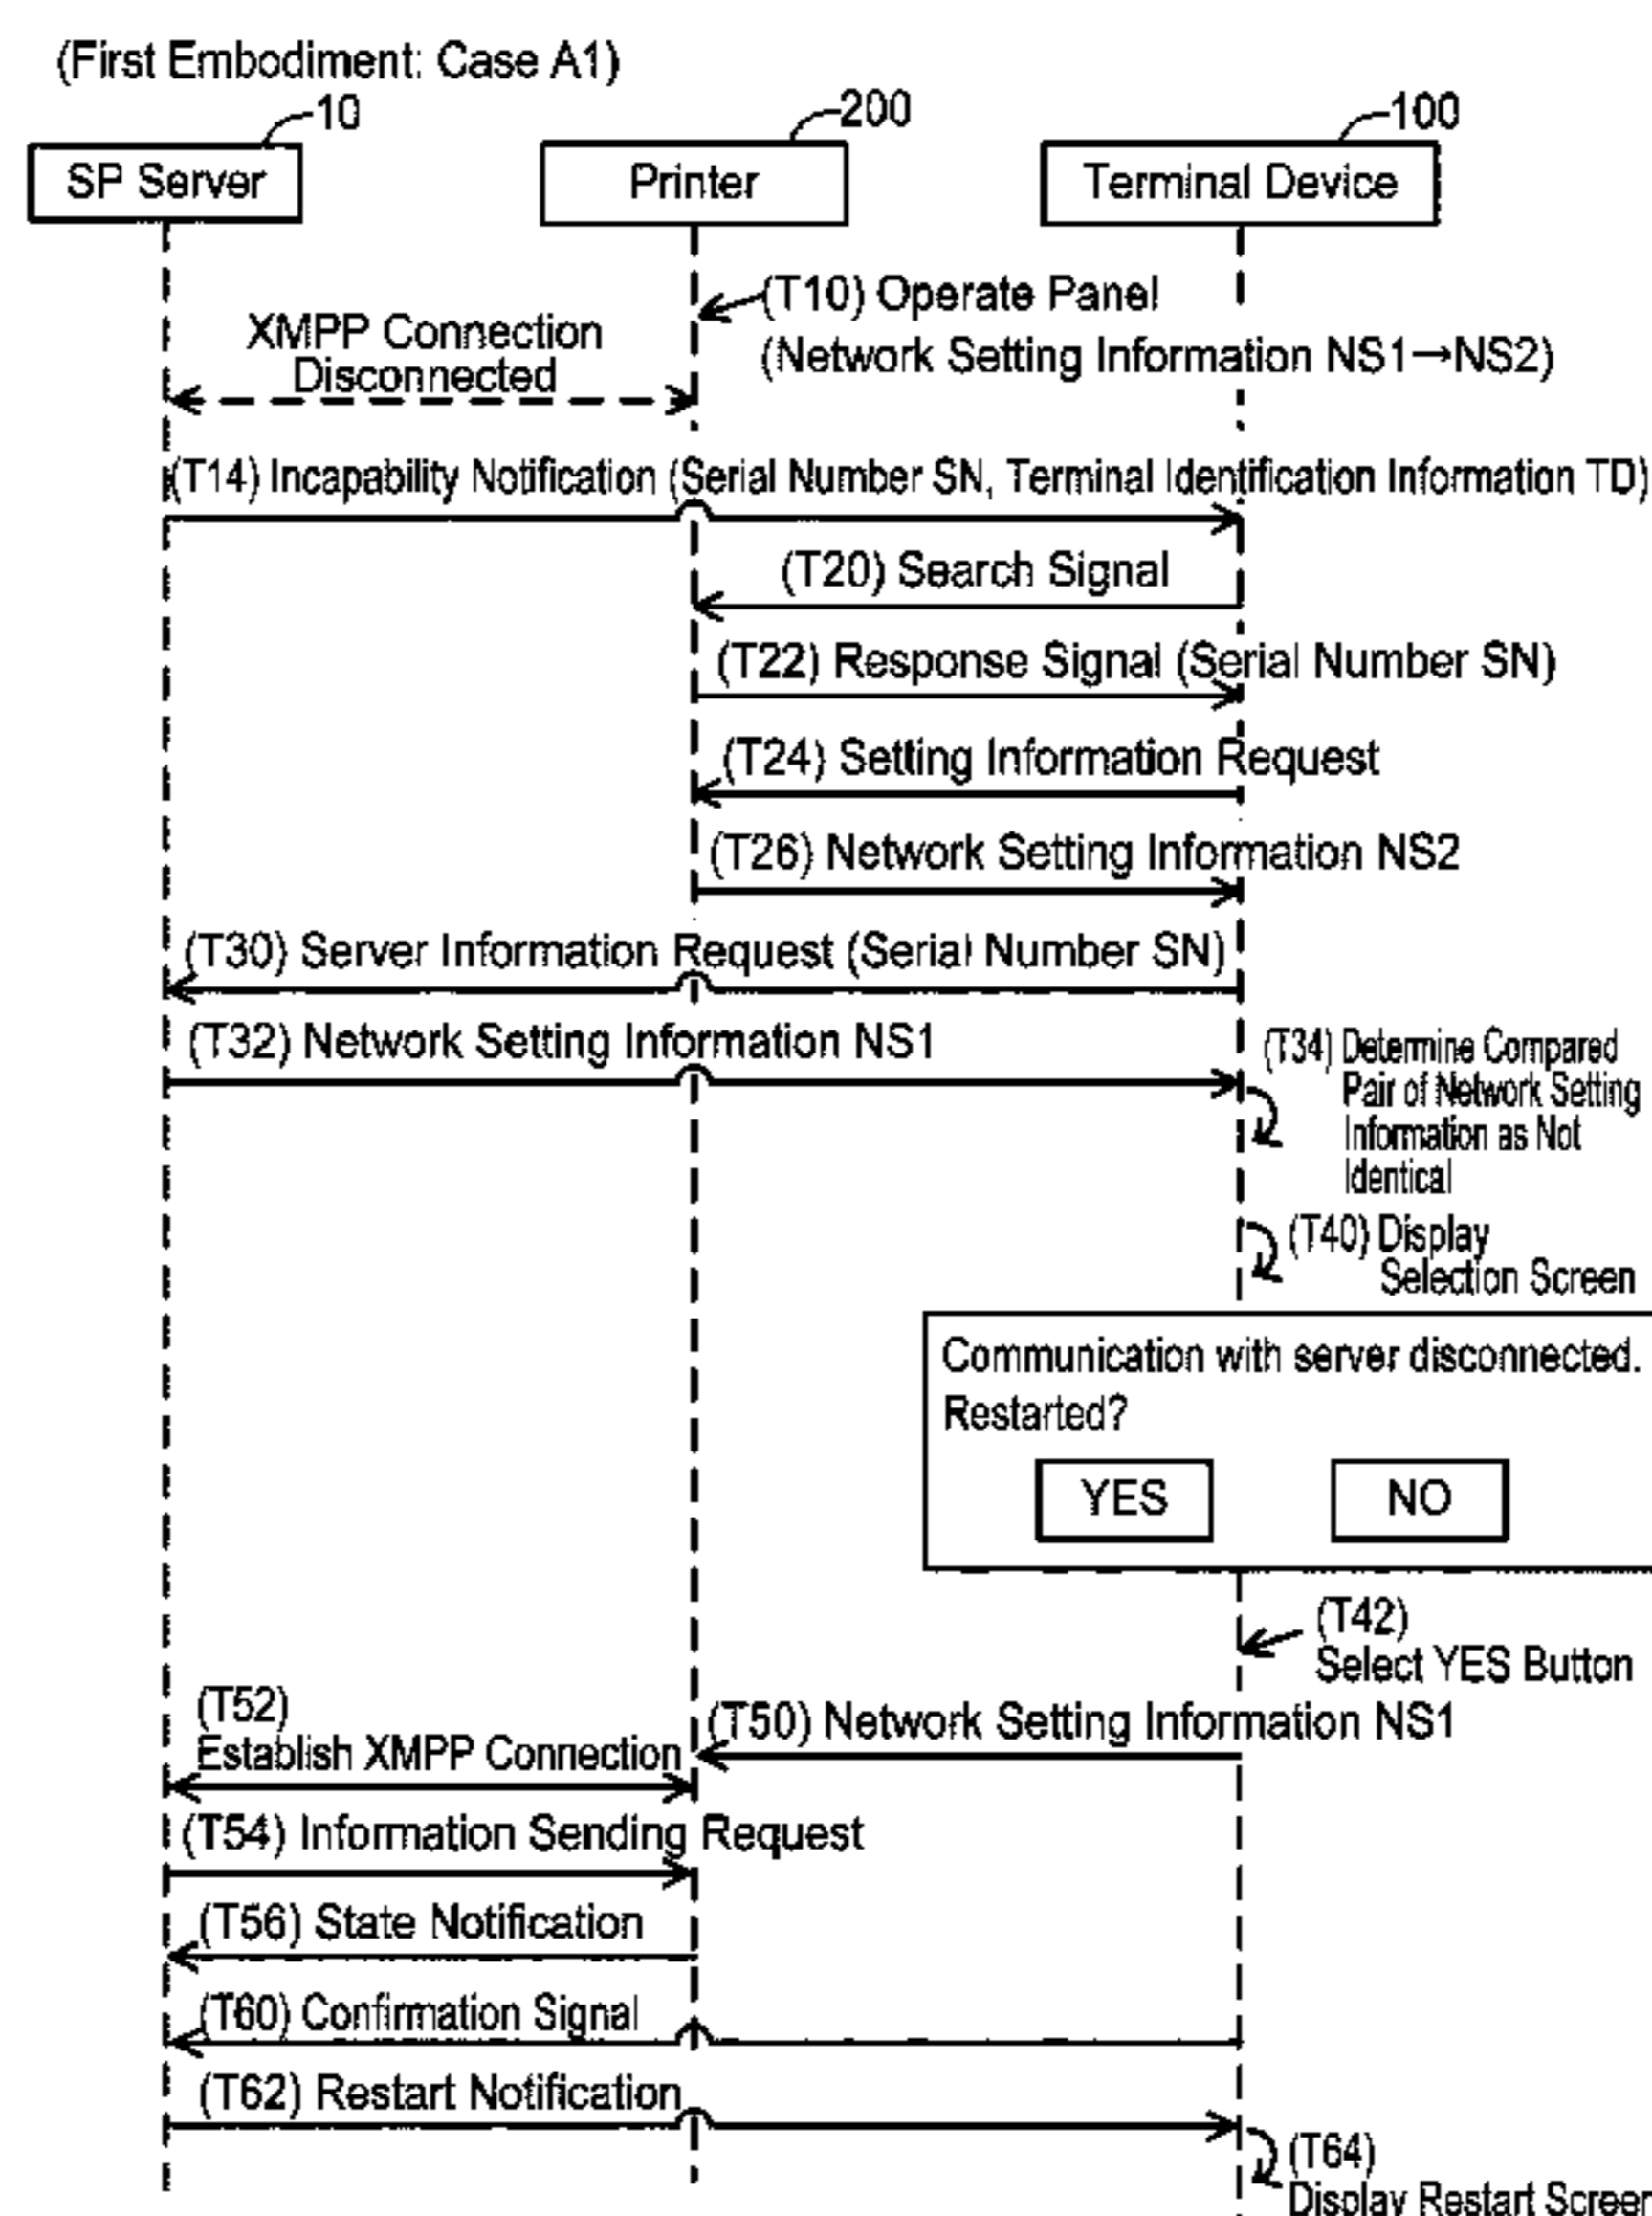 (First Embodiment: Case A1)
10
200
100
SP Server
Printer
Terminal Device
(T10) Operate Panel
(Network Setting Information NS1→NS2)
XMPP Connection
Disconnected
(T14) Incapability Notification (Serial Number SN, Terminal Identification Information TD)
(T20) Search Signal
(T22) Response Signal (Serial Number SN)
(T24) Setting Information Request
(T26) Network Setting Information NS2
(T30) Server Information Request (Serial Number SN)
(T32) Network Setting Information NS1
(T34) Determine Compared
Pair of Network Setting
Information as Not
Identical
(T40) Display
Selection Screen
Communication with server disconnected.
Restarted?
YES
NO
(T42)
Select YES Button
(T50) Network Setting Information NS1
(T52)
Establish XMPP Connection
(T54) Information Sending Request
(T56) State Notification
(T60) Confirmation Signal
(T62) Restart Notification
(T64)
Display Restart Screen